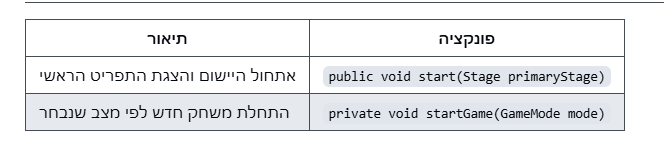 פונקציה תיאור
public void start(Stage primaryStage) אתחול היישום והצגת התפריט הראשי
private void startGame(GameMode mode) התחלת משחק חדש לפי מצב שנבחר